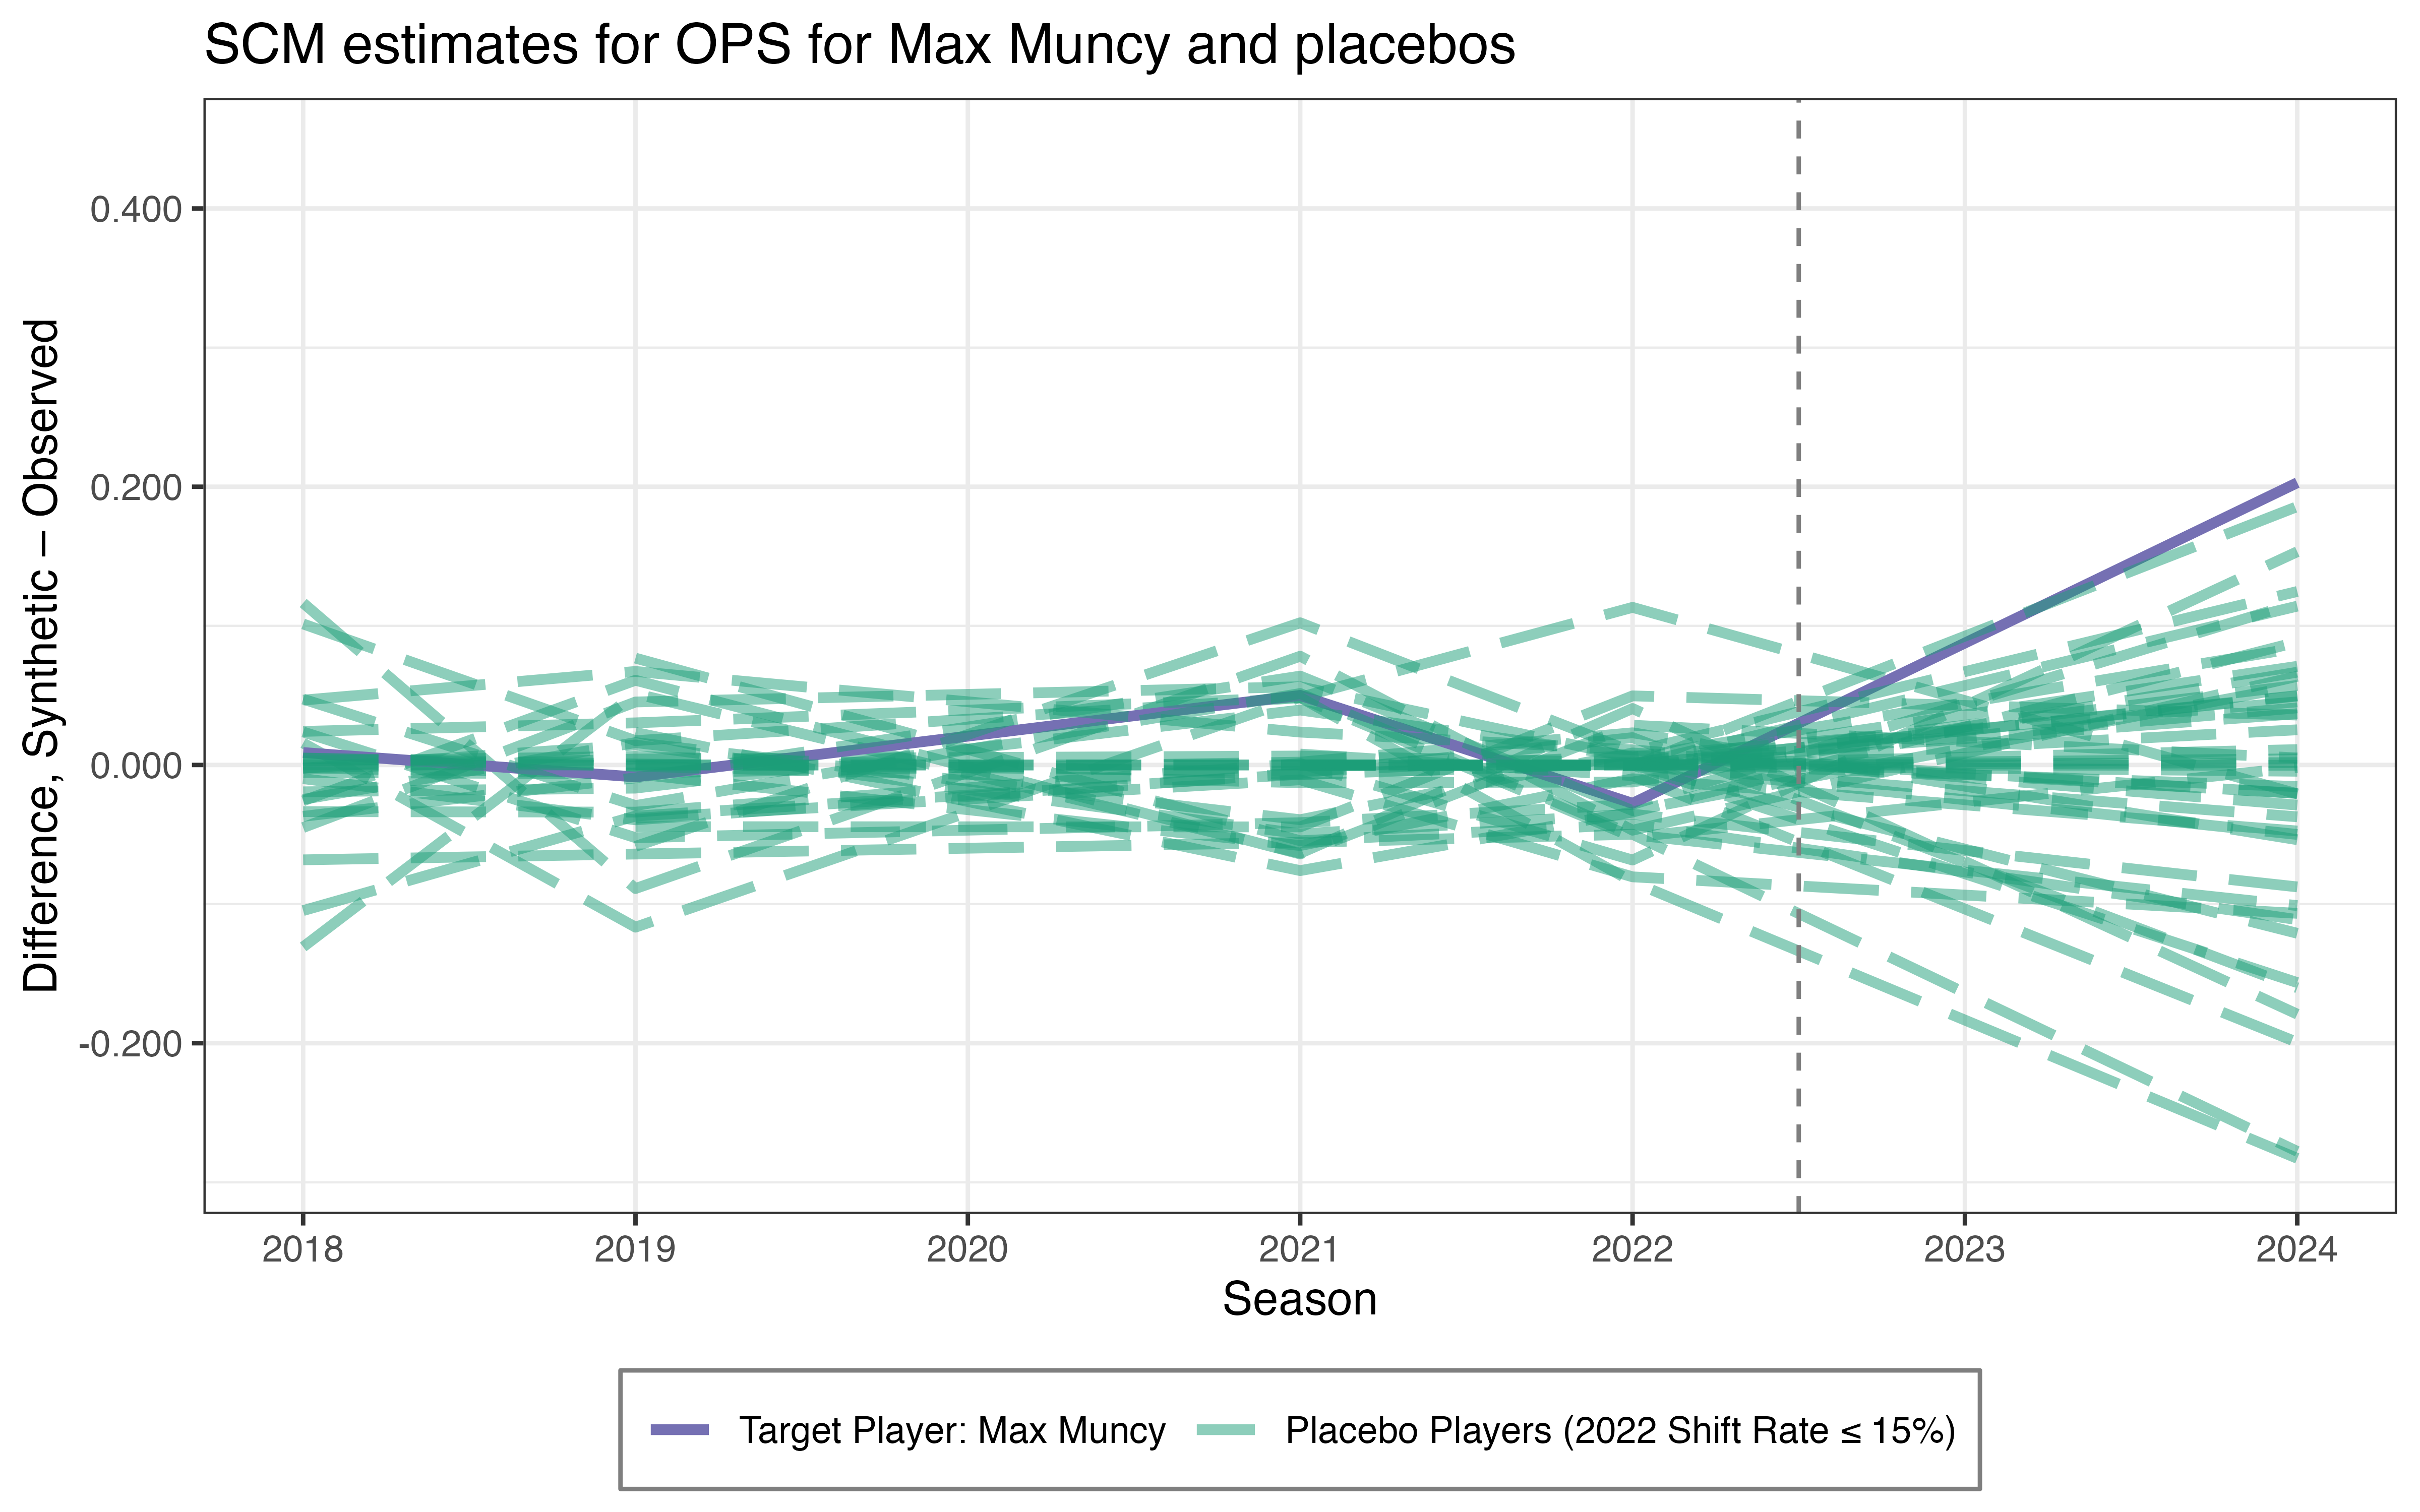 SCM estimates for OPS for Max Muncy and placebos
Difference, Synthetic − Observed
0.400
0.200
0.000
-0.200
2018 2019 2020 2021 2022 2023 2024
Season
Target Player: Max Muncy Placebo Players (2022 Shift Rate ≤ 15%)